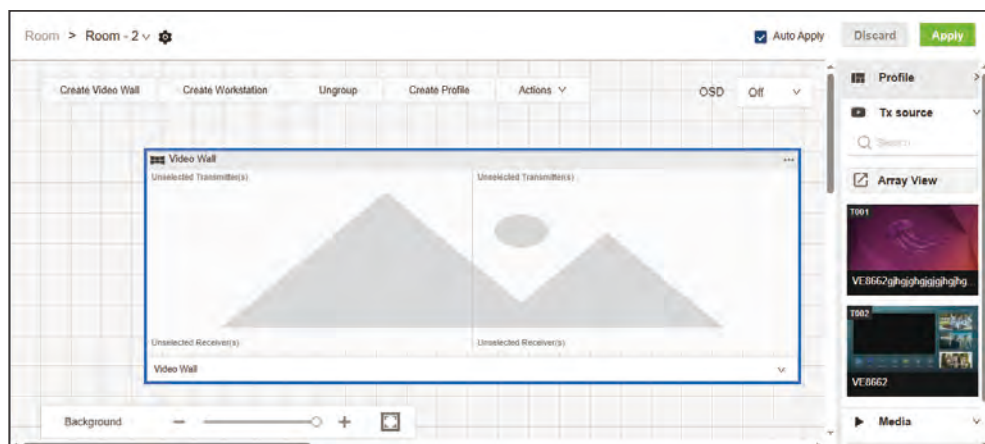 Room > Room - 2
Auto Apply
Discard
Apply
Create Video Wall
Create Workstation
Ungroup
Create Profile
Actions
OSD
Off
Profile
Tx source
Search
Array View
T001
VE8662gjhgjghgjgjgjhgjhg...
T002
VE8662
Media
Video Wall
Unselected Transmitter(s)
Unselected Transmitter(s)
Unselected Receiver(s)
Unselected Receiver(s)
Video Wall
Background